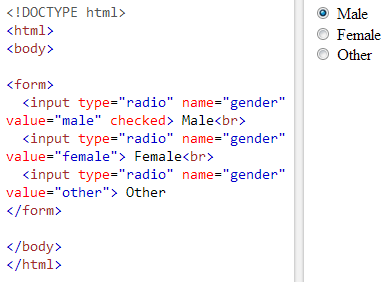 <!DOCTYPE html>
<html>
<body>
<form>
<input type="radio" name="gender"
value="male" checked> Male<br>
<input type="radio" name="gender"
value="female"> Female<br>
<input type="radio" name="gender"
value="other"> Other
</form>
</body>
</html>
Male
Female
Other